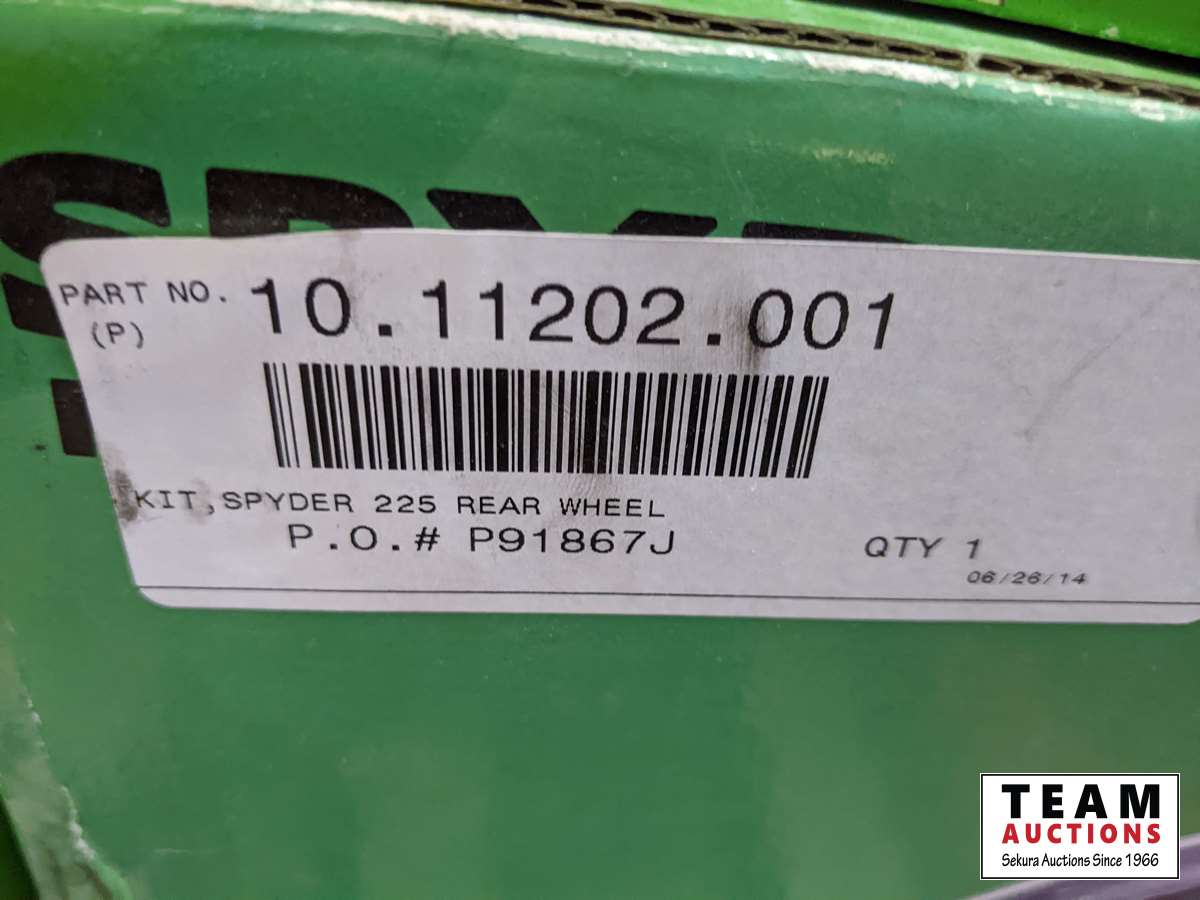 PART NO. 10.11202.001
(P)
KIT,SPYDER 225 REAR WHEEL
P.O.# P91867J
QTY 1
06/26/14
TEAM
AUCTIONS
Sekura Auctions Since 1966